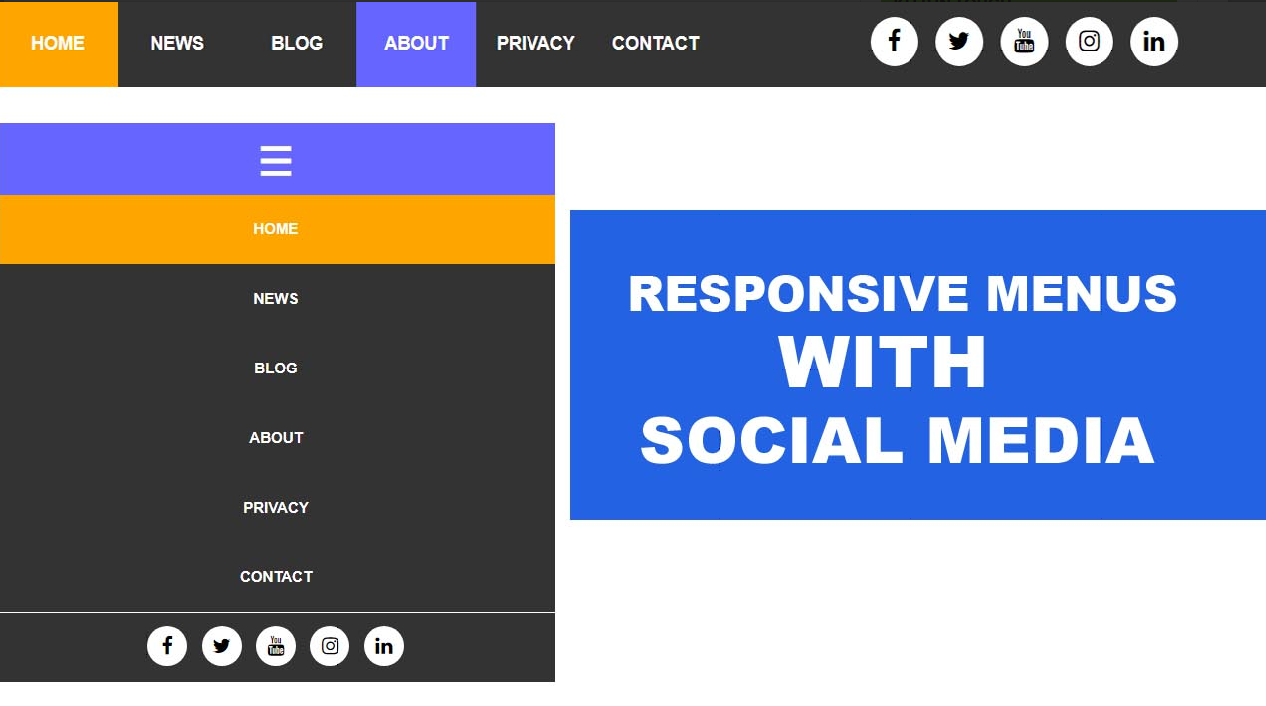 HOME NEWS BLOG ABOUT PRIVACY CONTACT f You Tube in
HOME
NEWS
BLOG
ABOUT
PRIVACY
CONTACT
f You Tube in
RESPONSIVE MENUS
WITH
SOCIAL MEDIA